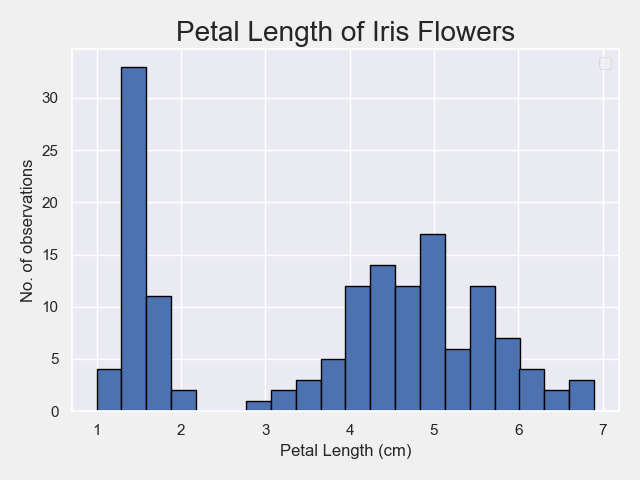 Petal Length of Iris Flowers
No. of observations
30
25
20
15
10
5
0
1 2 3 4 5 6 7
Petal Length (cm)